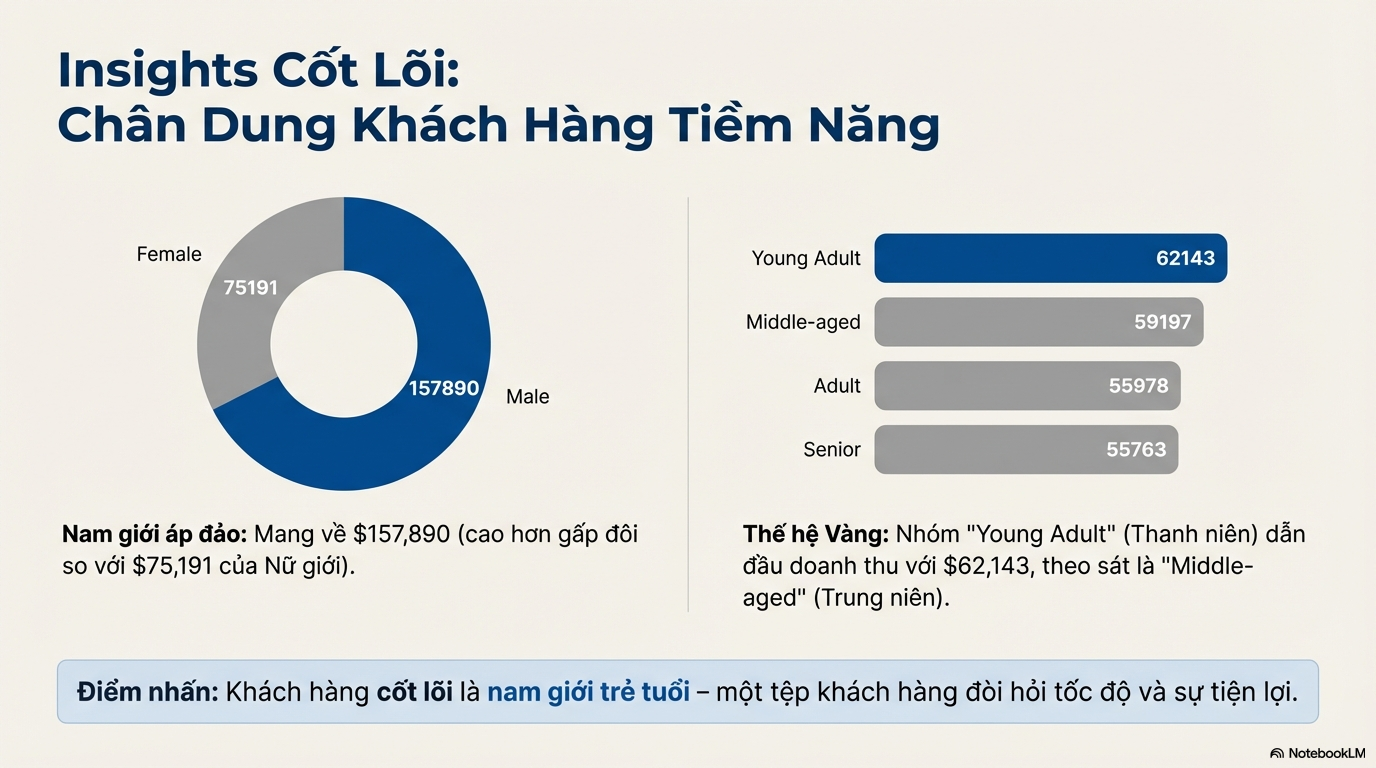 Insights Cốt Lõi:
Chân Dung Khách Hàng Tiềm Năng
Female
75191
157890
Male
Nam giới áp đảo: Mang về $157,890 (cao hơn gấp đôi
so với $75,191 của Nữ giới).
Young Adult
62143
Middle-aged
59197
Adult
55978
Senior
55763
Thế hệ Vàng: Nhóm "Young Adult" (Thanh niên) dẫn
đầu doanh thu với $62,143, theo sát là "Middle-
aged" (Trung niên).
Điểm nhấn: Khách hàng cốt lõi là nam giới trẻ tuổi – một tệp khách hàng đòi hỏi tốc độ và sự tiện lợi.
NotebookLM